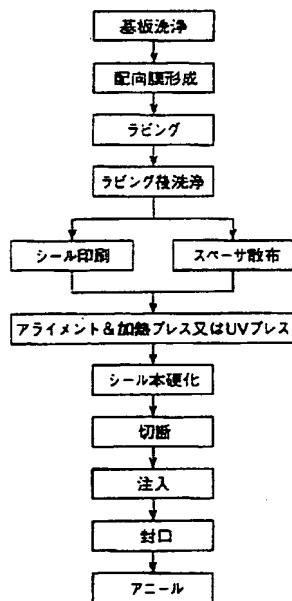 基板洗浄
配向膜形成
ラビング
ラビング後洗浄
シール印刷
スペーサ散布
アライメント&加熱プレス又はUVプレス
シール本硬化
切断
注入
封口
アニール